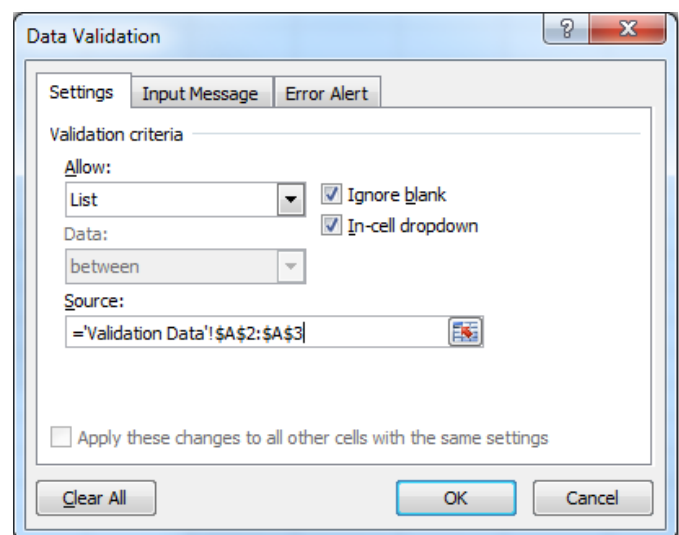 Data Validation
Settings Input Message Error Alert
Validation criteria
Allow:
List
Ignore blank
In-cell dropdown
Data:
between
Source:
='Validation Data'!$A$2:$A$3
Apply these changes to all other cells with the same settings
Clear All OK Cancel